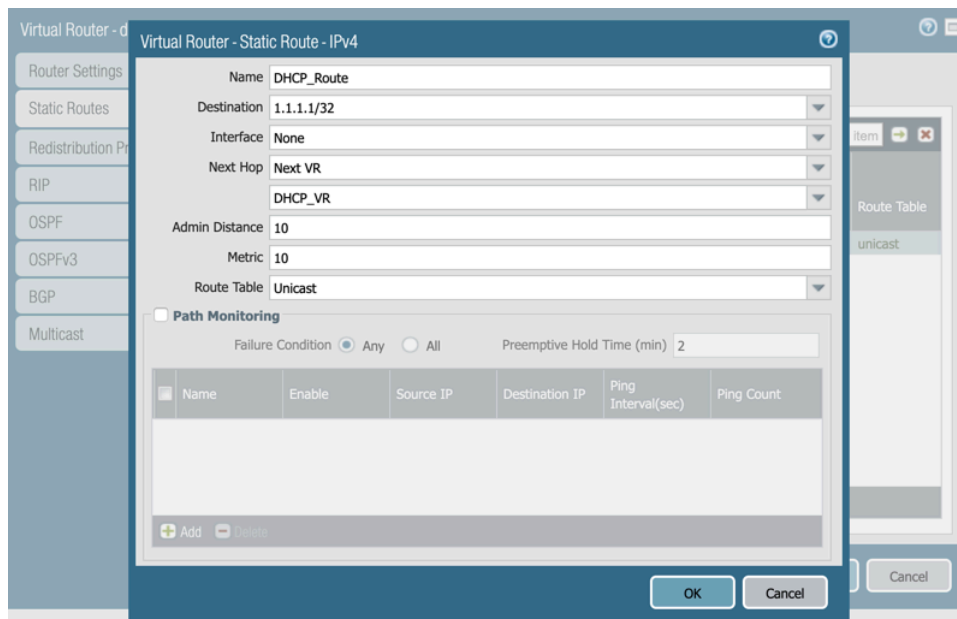 Virtual Router - d
Virtual Router - Static Route - IPv4
Router Settings
Static Routes
Redistribution Pr
RIP
OSPF
OSPFv3
BGP
Multicast
Name DHCP_Route
Destination 1.1.1.1/32
Interface None
Next Hop Next VR
DHCP_VR
Admin Distance 10
Metric 10
Route Table Unicast
Path Monitoring
Failure Condition Any All Preemptive Hold Time (min) 2
Name Enable Source IP Destination IP Ping Interval(sec) Ping Count
Add Delete
OK Cancel
item
Route Table
unicast
Cancel